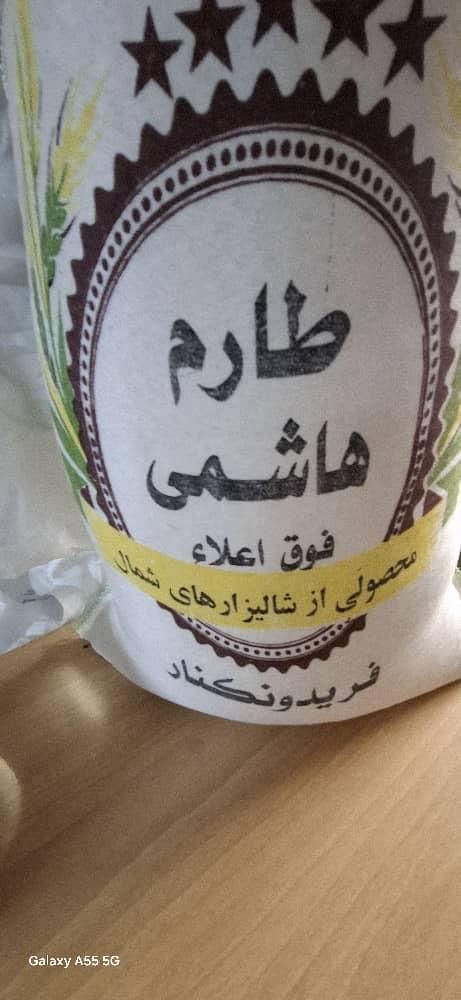 طارم
هاشمی
فوق اعلاء
محصولی از شالیزارهای شمال
فریدونکنار
Galaxy A55 5G